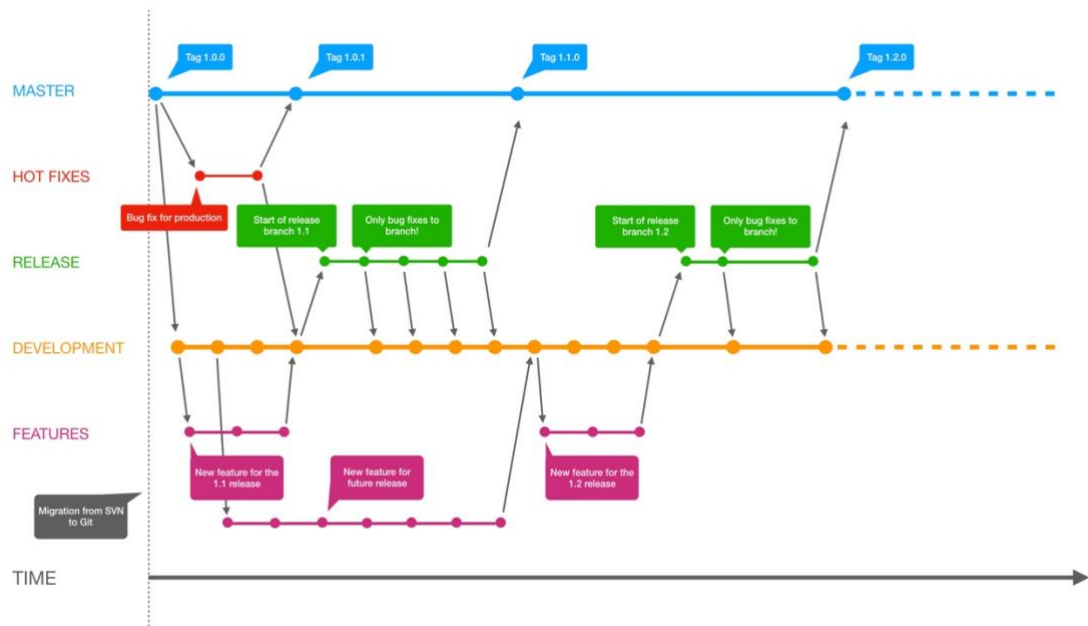 Tag 1.0.0
Tag 1.0.1
Tag 1.1.0
Tag 1.2.0
MASTER
HOT FIXES
Bug fix for production
Start of release
branch 1.1
Only bug fixes to
branch!
Start of release
branch 1.2
Only bug fixes to
branch!
RELEASE
DEVELOPMENT
FEATURES
New feature for the
1.1 release
New feature for
future release
New feature for the
1.2 release
Migration from SVN
to Git
TIME